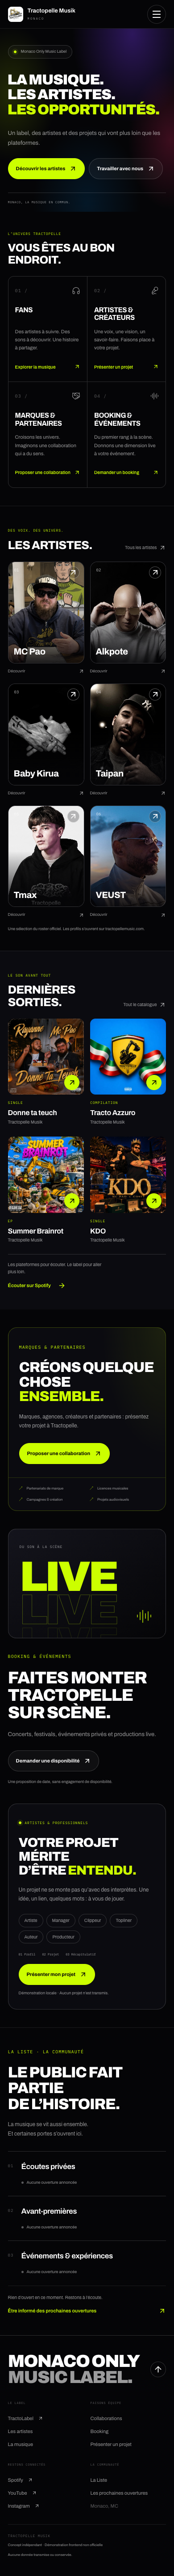 Tractopelle Musik
MONACO
Monaco Only Music Label
LA MUSIQUE.
LES ARTISTES.
LES OPPORTUNITÉS.
Un label, des artistes et des projets qui vont plus loin que les
plateformes.
Découvrir les artistes
Travailler avec nous
MONACO, LA MUSIQUE EN COMMUN.
L'UNIVERS TRACTOPELLE
VOUS ÊTES AU BON
ENDROIT.
01 /
FANS
Des artistes à suivre. Des
sons à découvrir. Une histoire
à partager.
Explorer la musique
02 /
ARTISTES &
CRÉATEURS
Une voix, une vision, un
savoir-faire. Faisons place à
votre projet.
Présenter un projet
03 /
MARQUES &
PARTENAIRES
Croisons les univers.
Imaginons une collaboration
qui a du sens.
Proposer une collaboration
04 /
BOOKING &
ÉVÉNEMENTS
Du premier rang à la scène.
Donnons une dimension live
à votre événement.
Demander un booking
DES VOIX. DES UNIVERS.
LES ARTISTES.
Tous les artistes
MC Pao
Découvrir
02
Alkpote
Découvrir
03
Baby Kirua
Découvrir
Taipan
Découvrir
Tmax
Découvrir
VEUST
Découvrir
Une sélection du roster officiel. Les profils s'ouvrent sur tractopellemusic.com
LE SON AVANT TOUT
DERNIÈRES
SORTIES.
Tout le catalogue
SINGLE
Donne ta teuch
Tractopelle Musik
COMPILATION
Tracto Azzuro
Tractopelle Musik
SUMMER
BRAINROT
EP
Summer Brainrot
Tractopelle Musik
KDO
SINGLE
KDO
Tractopelle Musik
Les plateformes pour écouter. Le label pour aller
plus loin.
Écouter sur Spotify
MARQUES & PARTENAIRES
CRÉONS QUELQUE
CHOSE
ENSEMBLE.
Marques, agences, créateurs et partenaires : présentez
votre projet à Tractopelle.
Proposer une collaboration
Partenariats de marque
Licences musicales
Campagnes & création
Projets audiovisuels
DU SON À LA SCÈNE
LIVE
LIVE
LIVE
BOOKING & ÉVÉNEMENTS
FAITES MONTER
TRACTOPELLE
SUR SCÈNE.
Concerts, festivals, événements privés et productions live.
Demander une disponibilité
Une proposition de date, sans engagement de disponibilité.
ARTISTES & PROFESSIONNELS
VOTRE PROJET
MÉRITE
D'ÊTRE ENTENDU.
Un projet ne se monte pas qu'avec des interprètes. Une
idée, un lien, quelques mots : à vous de jouer.
Artiste
Manager
Clippeur
Topliner
Auteur
Producteur
Présenter mon projet
Démonstration locale · Aucun projet n'est transmis.
LA LISTE · LA COMMUNAUTÉ
LE PUBLIC FAIT
PARTIE
DE L'HISTOIRE.
La musique se vit aussi ensemble.
Et certaines portes s'ouvrent ici.
01
Écoutes privées
Aucune ouverture annoncée
02
Avant-premières
Aucune ouverture annoncée
03
Événements & expériences
Aucune ouverture annoncée
Rien d'ouvert en ce moment. Restons à l'écoute.
Être informé des prochaines ouvertures
MONACO ONLY
MUSIC LABEL.
LE LABEL
TractoLabel
Les artistes
La musique
Collaborations
Booking
Présenter un projet
Spotify
YouTube
Instagram
LA COMMUNAUTÉ
La Liste
Les prochaines ouvertures
Monaco, MC
TRACTOPELLE MUSIK